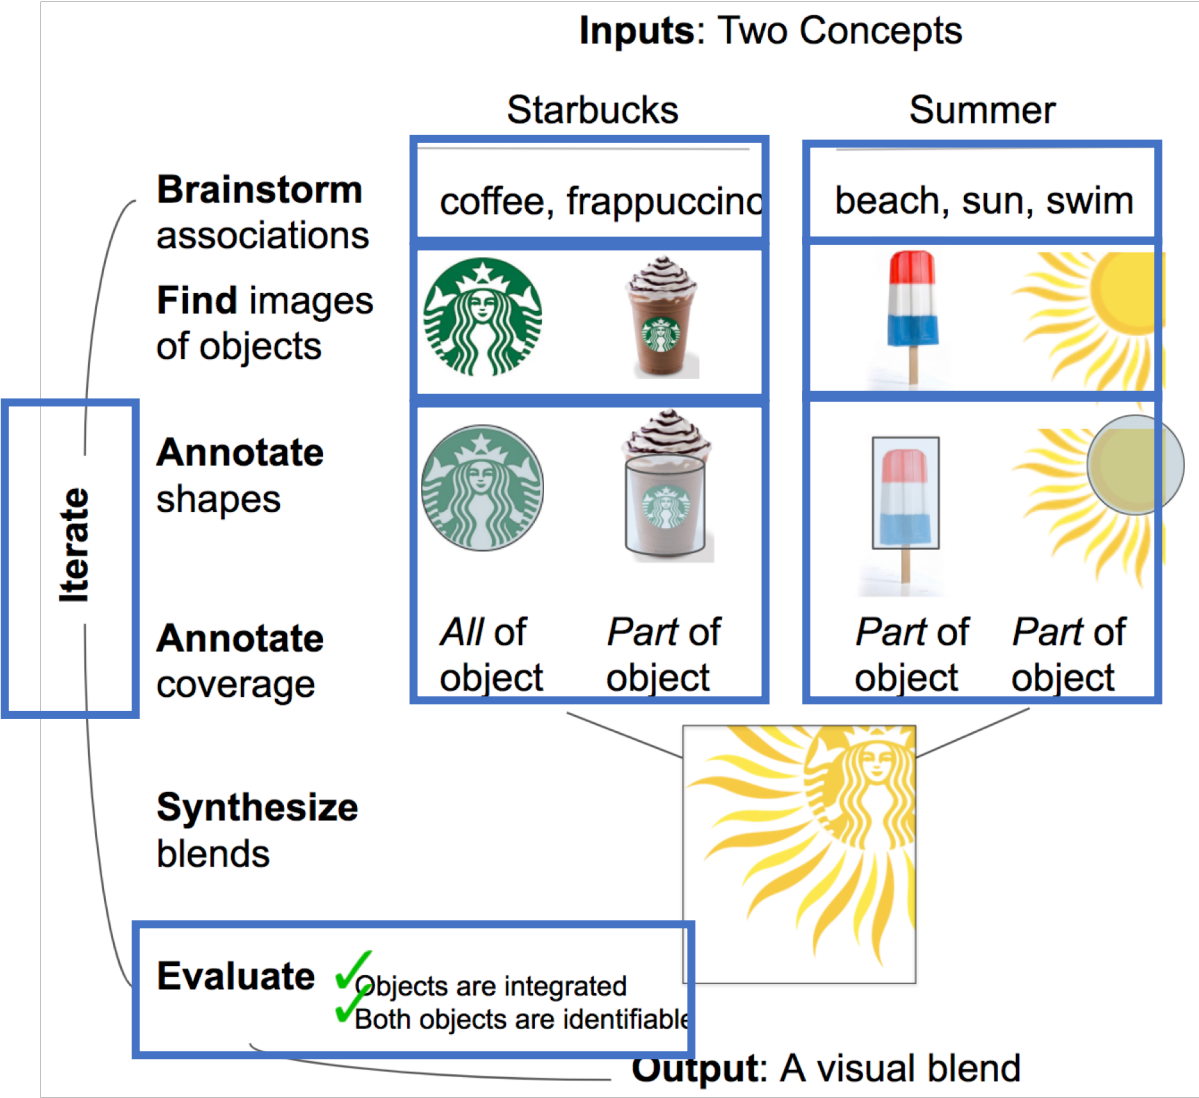 Inputs: Two Concepts
Starbucks
Summer
Brainstorm
associations
coffee, frappuccino
beach, sun, swim
Find images
of objects
Annotate
shapes
Iterate
Annotate
coverage
All of
object
Part of
object
Part of
object
Part of
object
Synthesize
blends
Evaluate
Objects are integrated
Both objects are identifiable
Output: A visual blend